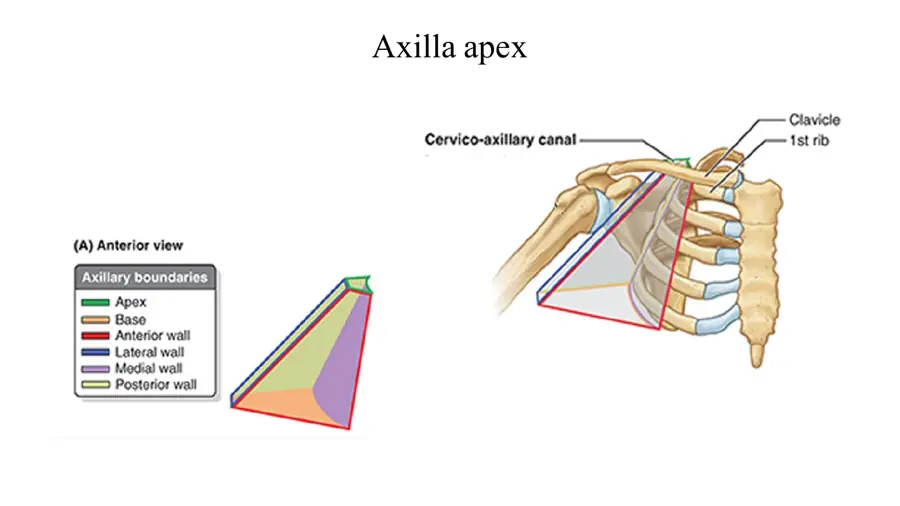 Axilla apex
Clavicle
Cervico-axillary canal
1st rib
(A) Anterior view
Axillary boundaries
Apex
Base
Anterior wall
Lateral wall
Medial wall
Posterior wall